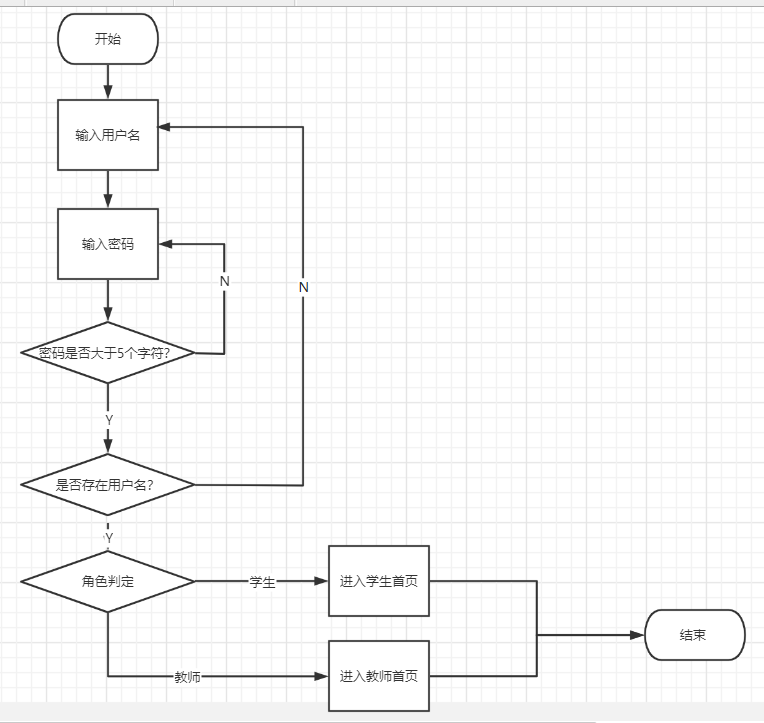 开始
输入用户名
输入密码
N
N
密码是否大于5个字符?
Y
是否存在用户名?
Y
角色判定
学生
进入学生首页
结束
教师
进入教师首页